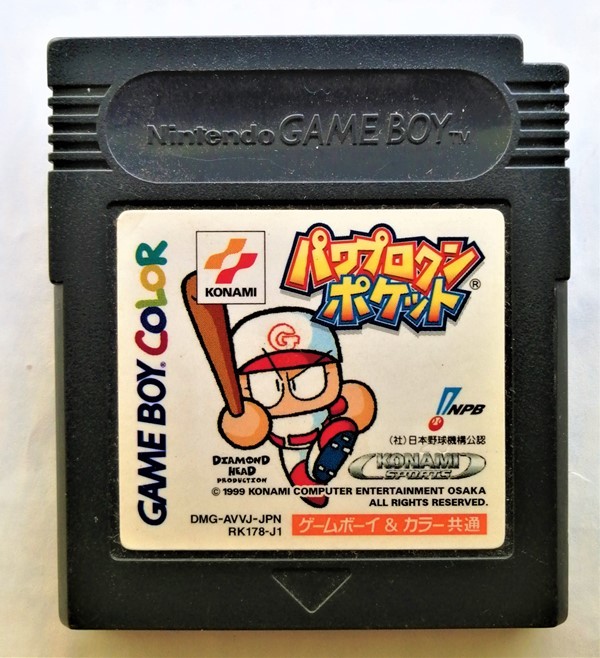 Nintendo GAME BOY TM
GAME BOY COLOR
KONAMI
パワプロクン
ポケット®
G
NPB
(社)日本野球機構公認
KONAMI
SPORTS
DIAMOND
HEAD
PRODUCTION
© 1999 KONAMI COMPUTER ENTERTAINMENT OSAKA
ALL RIGHTS RESERVED.
DMG-AVVJ-JPN
RK178-J1
ゲームボーイ & カラー 共通